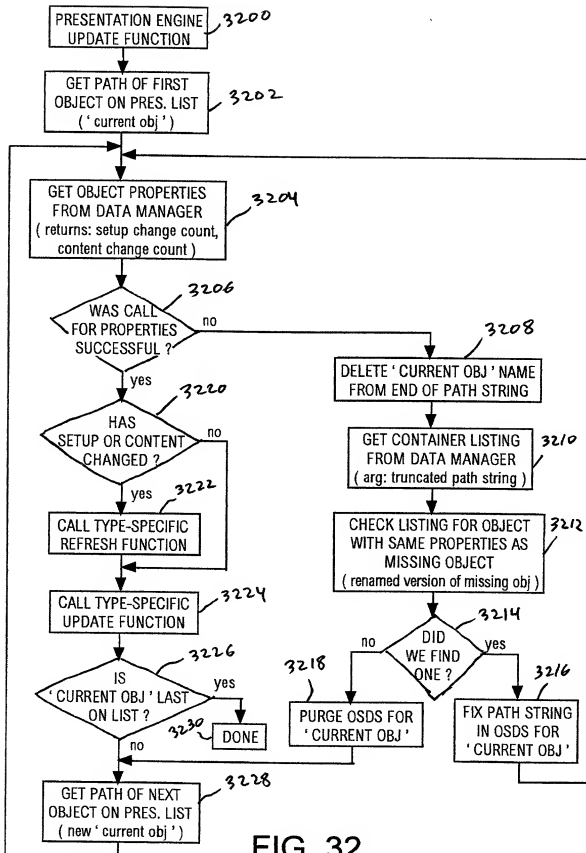 PRESENTATION ENGINE
UPDATE FUNCTION
3200
GET PATH OF FIRST
OBJECT ON PRES. LIST
( ' current obj ' )
3202
GET OBJECT PROPERTIES
FROM DATA MANAGER
( returns: setup change count,
content change count )
3204
WAS CALL
FOR PROPERTIES
SUCCESSFUL ?
3206
no
yes
3208
DELETE ' CURRENT OBJ ' NAME
FROM END OF PATH STRING
HAS
SETUP OR CONTENT
CHANGED ?
3220
no
yes
GET CONTAINER LISTING
FROM DATA MANAGER
( arg: truncated path string )
3210
3222
CALL TYPE-SPECIFIC
REFRESH FUNCTION
CHECK LISTING FOR OBJECT
WITH SAME PROPERTIES AS
MISSING OBJECT
( renamed version of missing obj )
3212
CALL TYPE-SPECIFIC
UPDATE FUNCTION
3224
DID
WE FIND
ONE ?
3214
no
yes
IS
' CURRENT OBJ ' LAST
ON LIST ?
3226
yes
no
3230
DONE
3218
PURGE OSDS FOR
' CURRENT OBJ '
3216
FIX PATH STRING
IN OSDS FOR
' CURRENT OBJ '
GET PATH OF NEXT
OBJECT ON PRES. LIST
( new ' current obj ' )
3228
FIG. 32